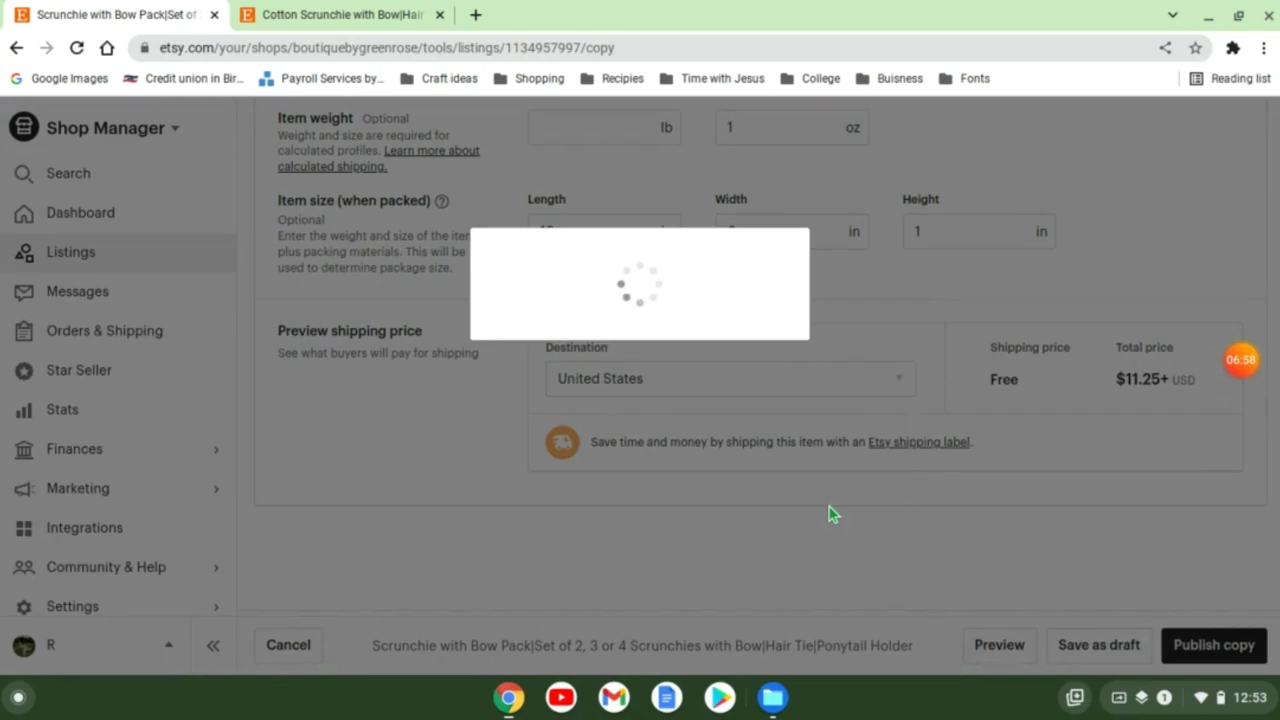 Scrunchie with Bow Pack|Set of
Cotton Scrunchie with Bow|Hair
etsy.com/your/shops/boutiquebygreenrose/tools/listings/1134957997/copy
Google Images
Credit union in Bir...
Payroll Services by...
Craft ideas
Shopping
Recipies
Time with Jesus
College
Buisness
Fonts
Reading list
Shop Manager
Search
Dashboard
Listings
Messages
Orders & Shipping
Star Seller
Stats
Finances
Marketing
Integrations
Community & Help
Settings
R
Item weight Optional
Weight and size are required for
calculated profiles. Learn more about
calculated shipping.
lb
1 oz
Item size (when packed)
Optional
Enter the weight and size of the item
plus packing materials. This will be
used to determine package size.
Length
Width
in
Height
1 in
Preview shipping price
See what buyers will pay for shipping
Destination
United States
Shipping price
Free
Total price
$11.25+ USD
06:58
Save time and money by shipping this item with an Etsy shipping label.
Cancel
Scrunchie with Bow Pack|Set of 2, 3 or 4 Scrunchies with Bow|Hair Tie|Ponytail Holder
Preview
Save as draft
Publish copy
1
12:53